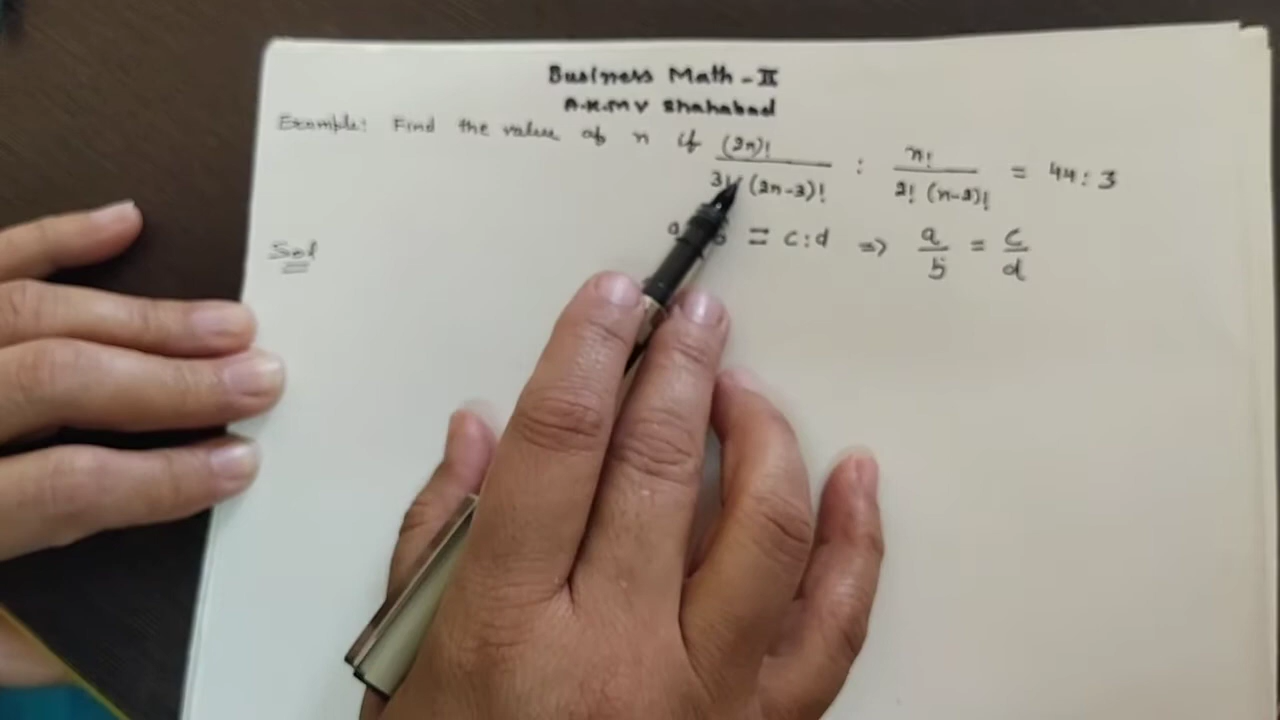 Business Math - II
A.K.M V Shahabad
Example: Find the value of n if (2n)! / 3! (2n-3)! : n! / 2! (n-2)! = 44 : 3
= c:d => a/b = c/d
Sol